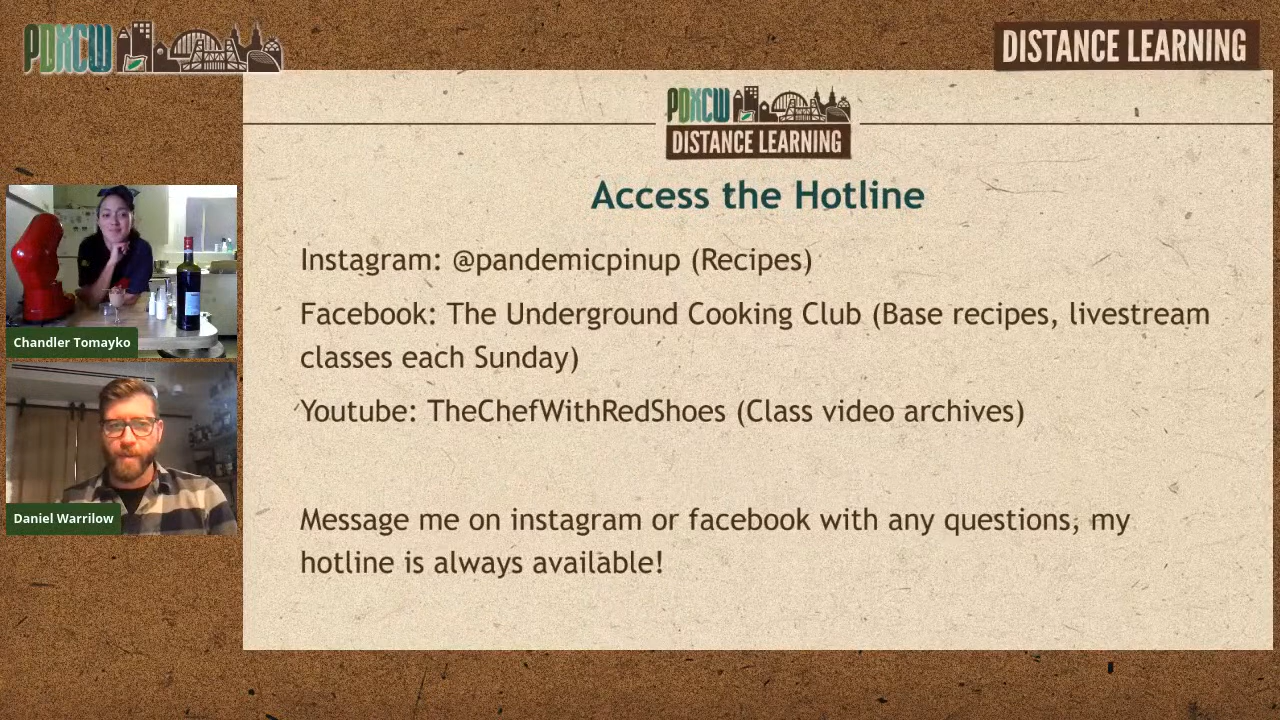 PDXCW
DISTANCE LEARNING
PDXCW
DISTANCE LEARNING
Access the Hotline
Instagram: @pandemicpinup (Recipes)
Facebook: The Underground Cooking Club (Base recipes, livestream
classes each Sunday)
Youtube: TheChefWithRedShoes (Class video archives)
Message me on instagram or facebook with any questions, my
hotline is always available!
Chandler Tomayko
Daniel Warrilow